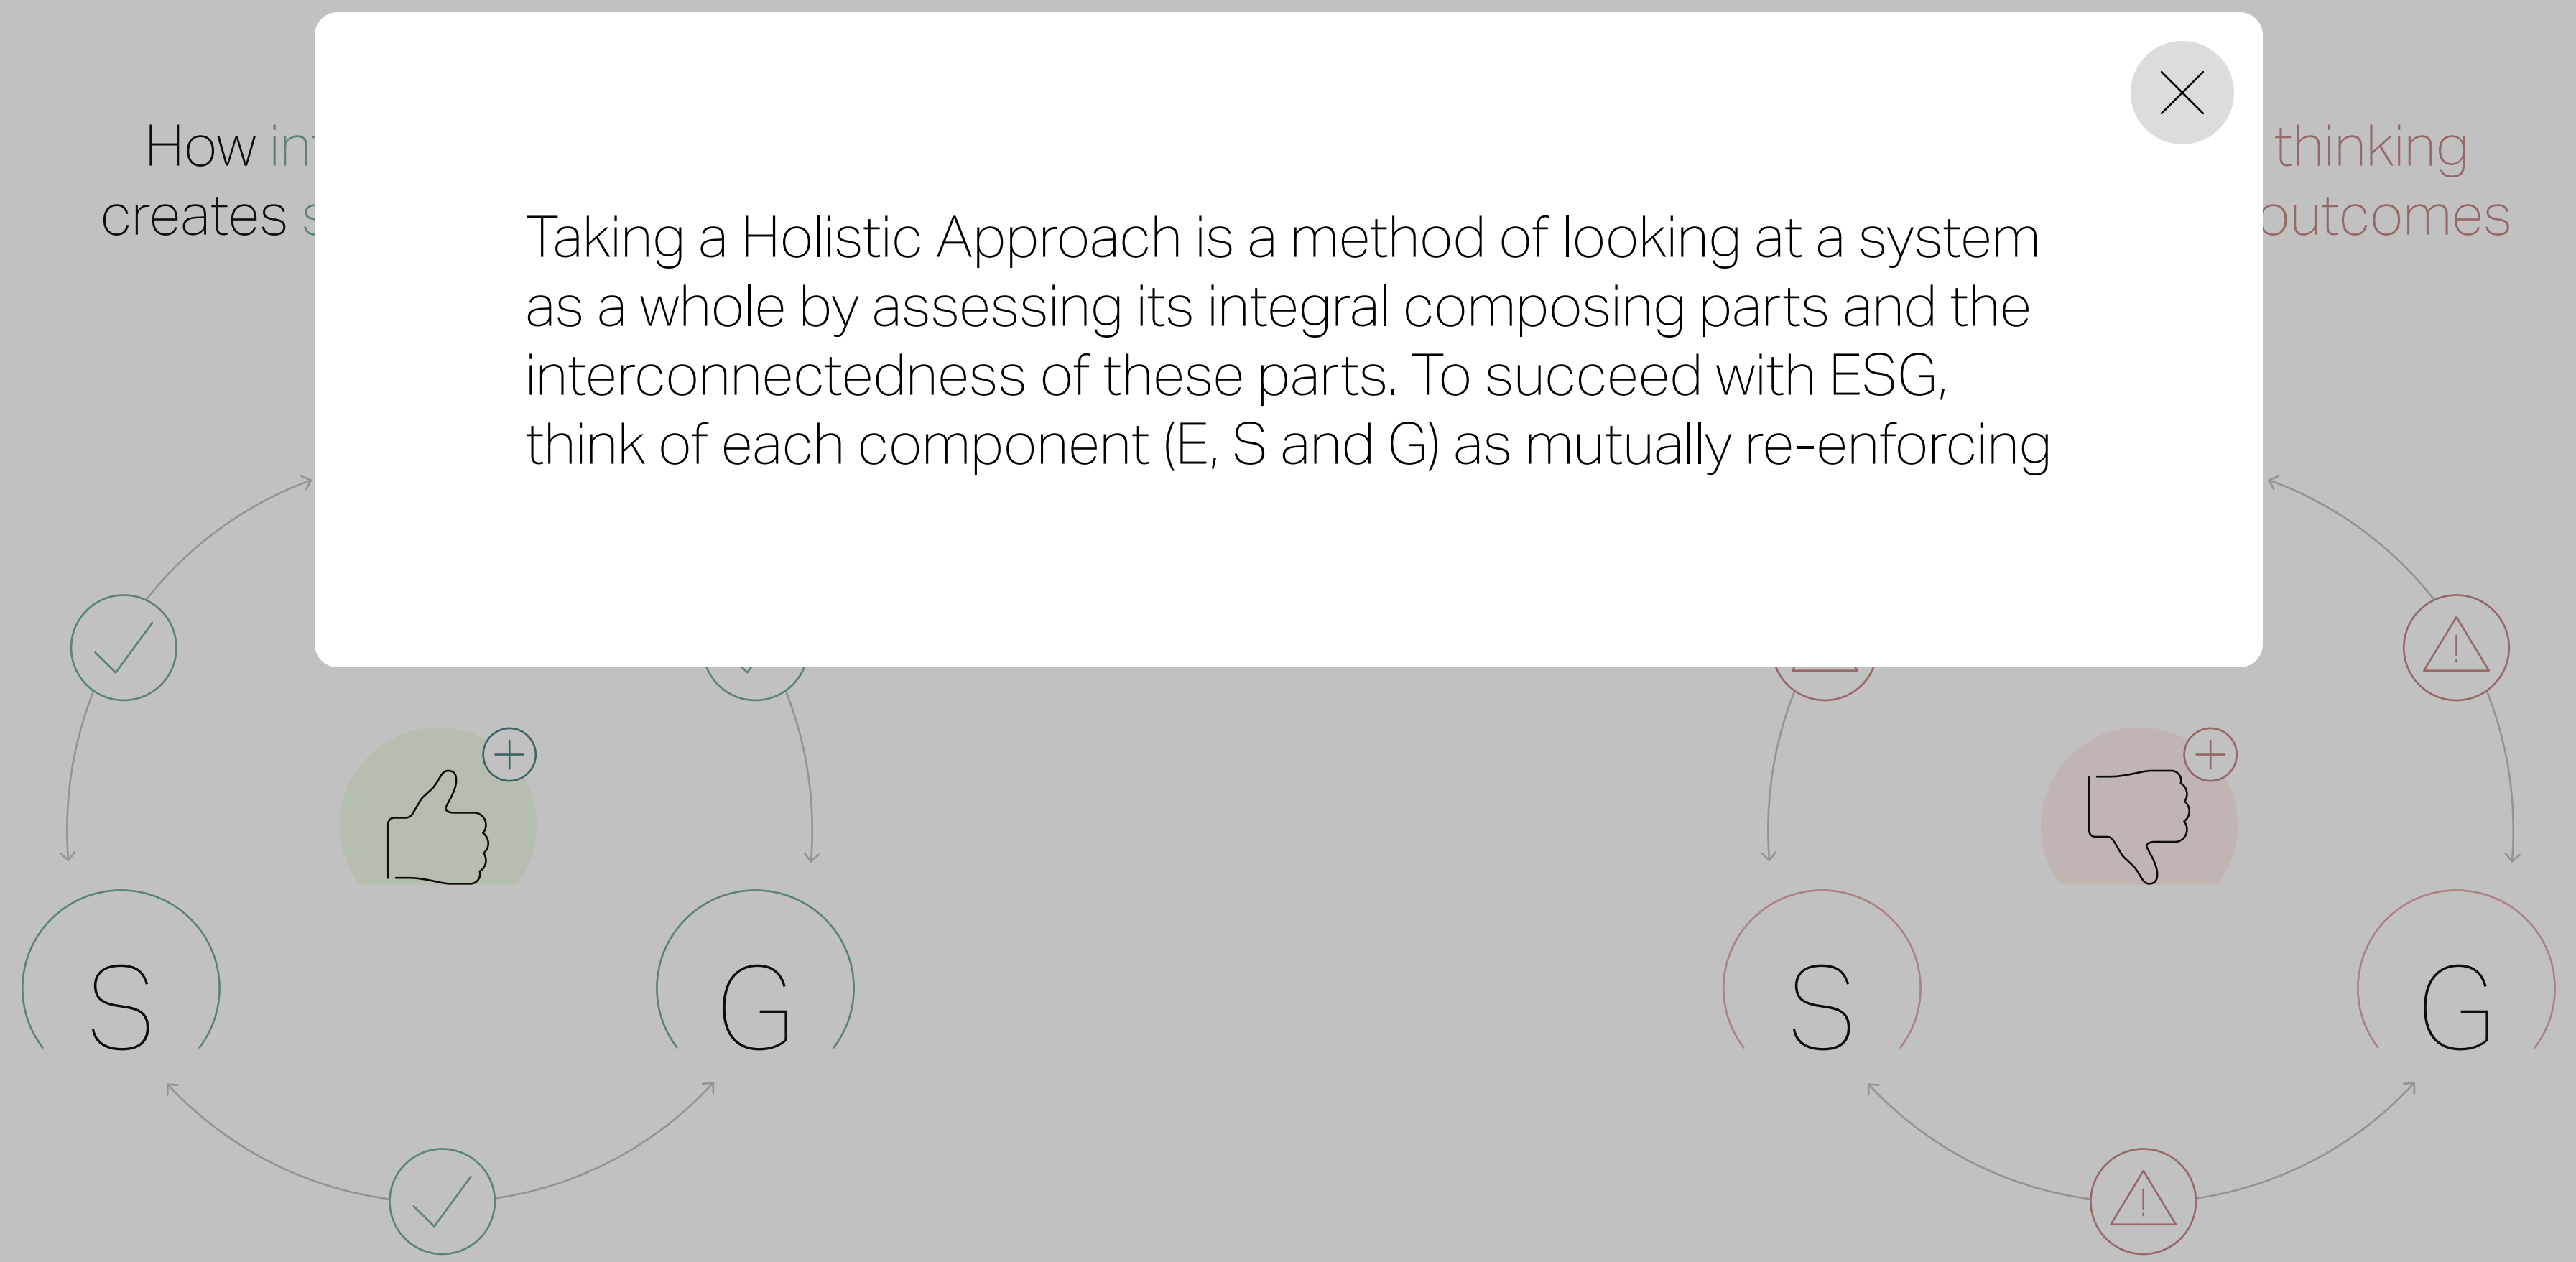 How
creates
thinking
outcomes
Taking a Holistic Approach is a method of looking at a system
as a whole by assessing its integral composing parts and the
interconnectedness of these parts. To succeed with ESG,
think of each component (E, S and G) as mutually re-enforcing
S
G
S
G